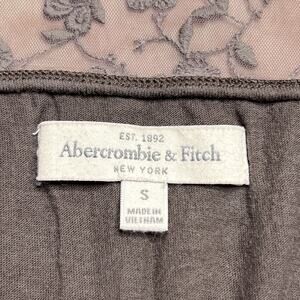 EST. 1892
Abercrombie & Fitch
NEW YORK
S
MADE IN
VIETNAM